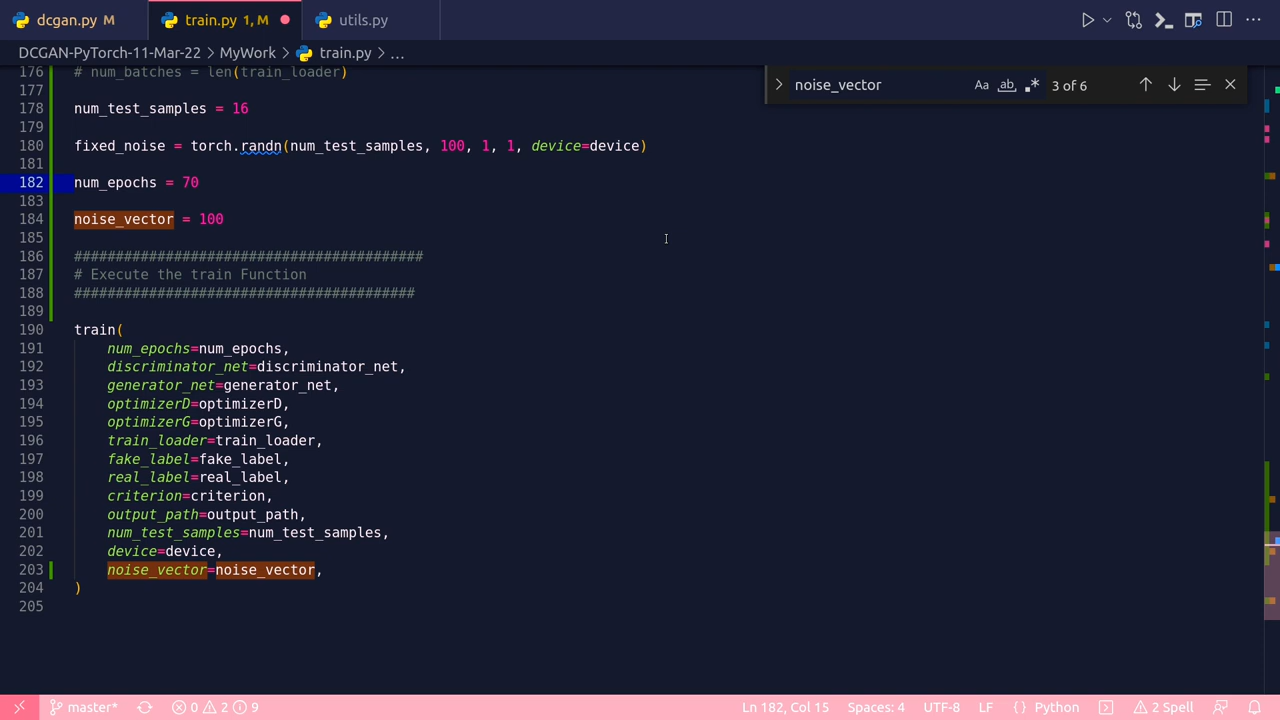 dcgan.py M train.py 1, M utils.py
DCGAN-PyTorch-11-Mar-22 > MyWork > train.py > ...
noise_vector Aa ab 3 of 6
176 # num_batches = len(train_loader)
177
178 num_test_samples = 16
179
180 fixed_noise = torch.randn(num_test_samples, 100, 1, 1, device=device)
181
182 num_epochs = 70
183
184 noise_vector = 100
185
186 ##########################################
187 # Execute the train Function
188 #########################################
189
190 train(
191 num_epochs=num_epochs,
192 discriminator_net=discriminator_net,
193 generator_net=generator_net,
194 optimizerD=optimizerD,
195 optimizerG=optimizerG,
196 train_loader=train_loader,
197 fake_label=fake_label,
198 real_label=real_label,
199 criterion=criterion,
200 output_path=output_path,
201 num_test_samples=num_test_samples,
202 device=device,
203 noise_vector=noise_vector,
204 )
205
master* 0 2 9 Ln 182, Col 15 Spaces: 4 UTF-8 LF { } Python 2 Spell